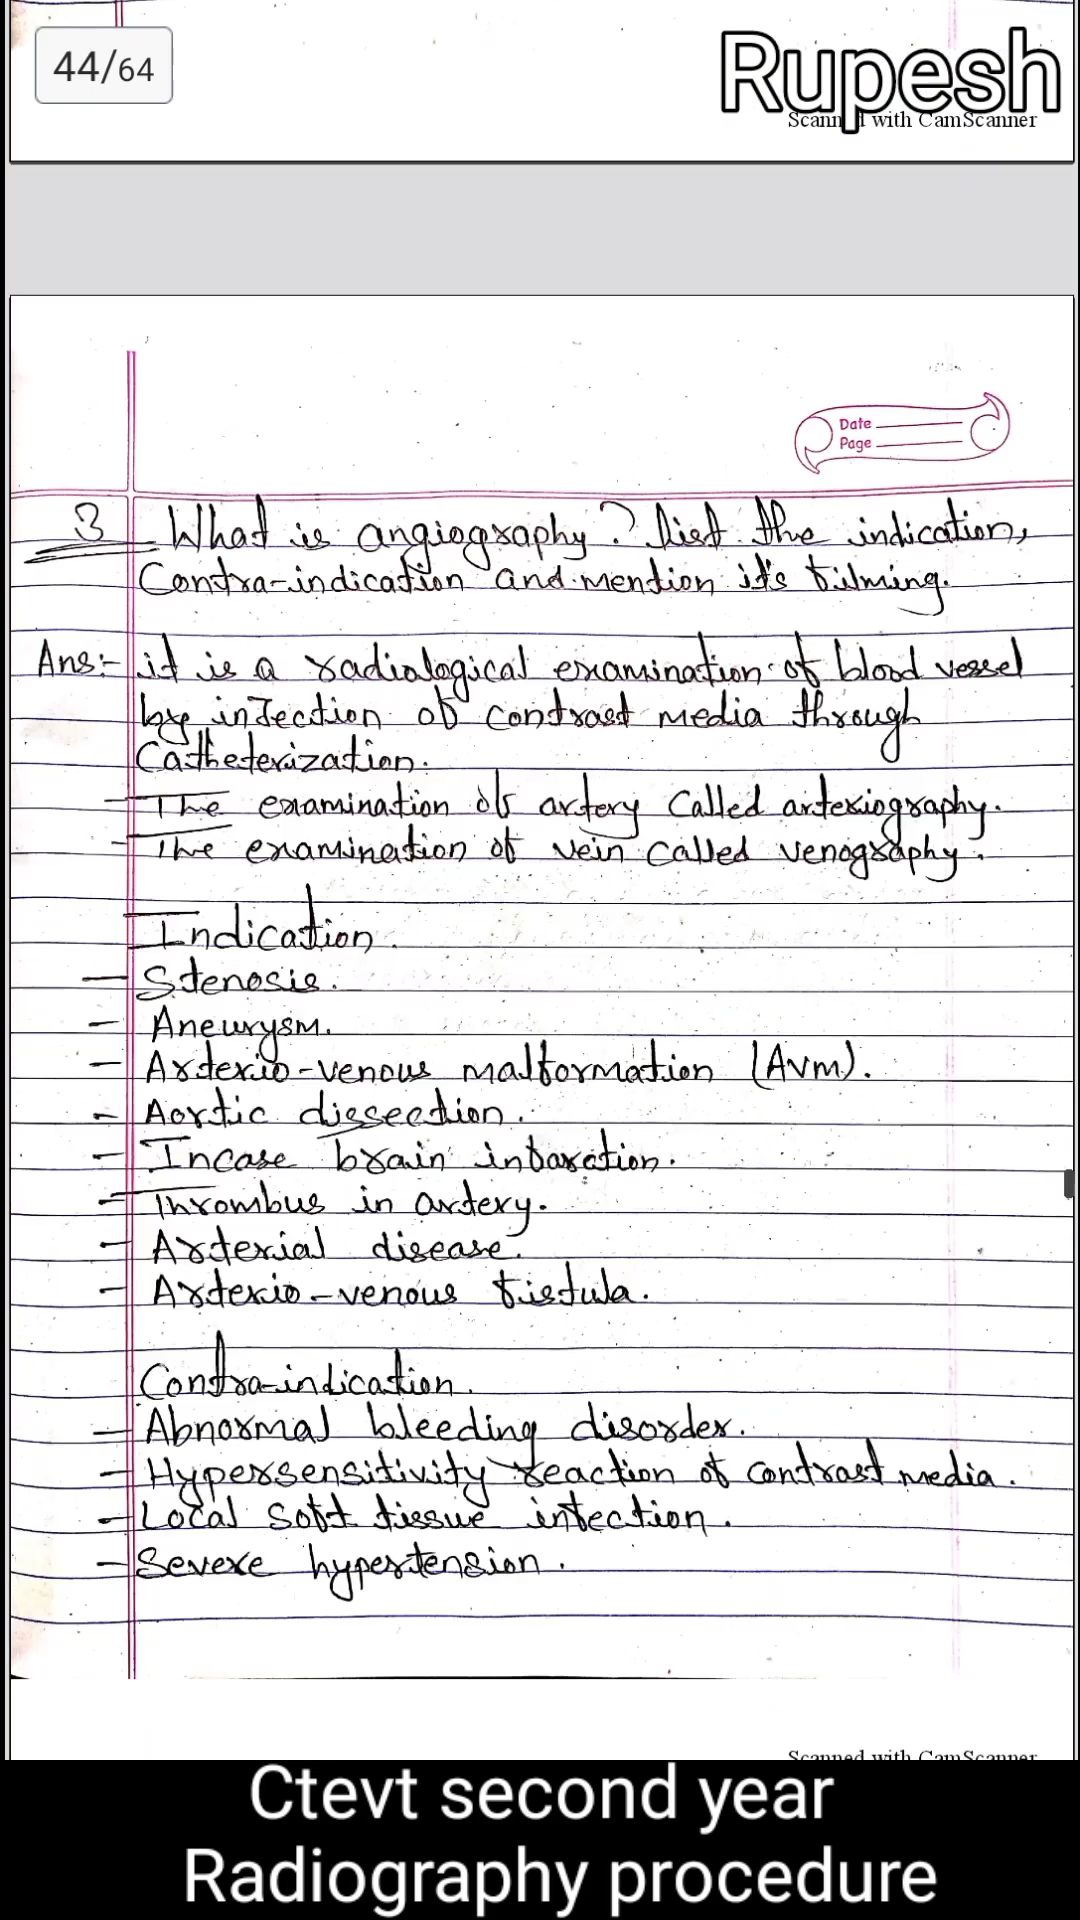 44/64
Rupesh
Scanned with CamScanner
Date
Page
3 What is angiography? List the indication,
Contra-indication and mention it's filming.
Ans:- it is a radiological examination of blood vessel
by injection of contrast media through
Catheterization.
- The examination of artery called arteriography.
- The examination of vein called venography.
Indication.
- Stenosis.
- Aneurysm.
- Arterio-venous malformation (AVM).
- Aortic dissection.
- Incase brain infarction.
- Thrombus in artery.
- Arterial disease.
- Arterio-venous fistula.
Contra-indication.
- Abnormal bleeding disorder.
- Hypersensitivity reaction of contrast media.
- Local soft tissue infection.
- Severe hypertension.
Scanned with CamScanner
Ctevt second year
Radiography procedure